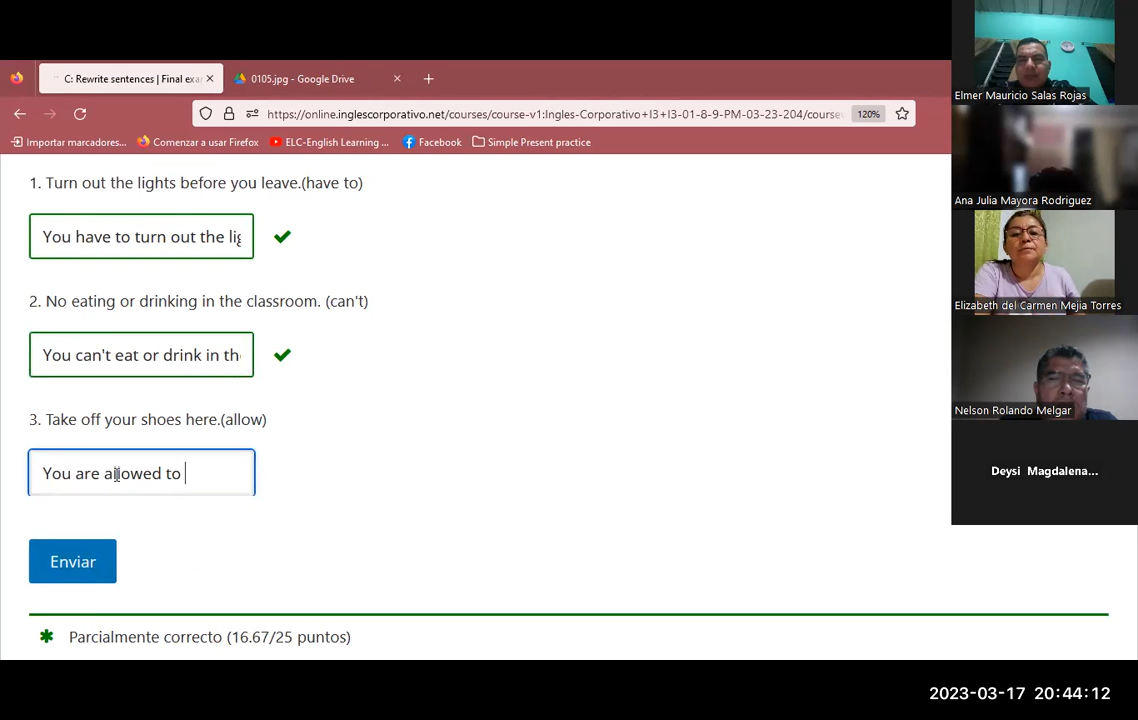 C: Rewrite sentences | Final exa
0105.jpg - Google Drive
https://online.inglescorporativo.net/courses/course-v1:Ingles-Corporativo+I3+I3-01-8-9-PM-03-23-204/course
120%
Importar marcadores...
Comenzar a usar Firefox
ELC-English Learning ...
Facebook
Simple Present practice
1. Turn out the lights before you leave.(have to)
You have to turn out the lig
2. No eating or drinking in the classroom. (can't)
You can't eat or drink in the
3. Take off your shoes here.(allow)
You are allowed to
Enviar
Parcialmente correcto (16.67/25 puntos)
Elmer Mauricio Salas Rojas
Ana Julia Mayora Rodriguez
Elizabeth del Carmen Mejia Torres
Nelson Rolando Melgar
Deysi Magdalena...
2023-03-17 20:44:12